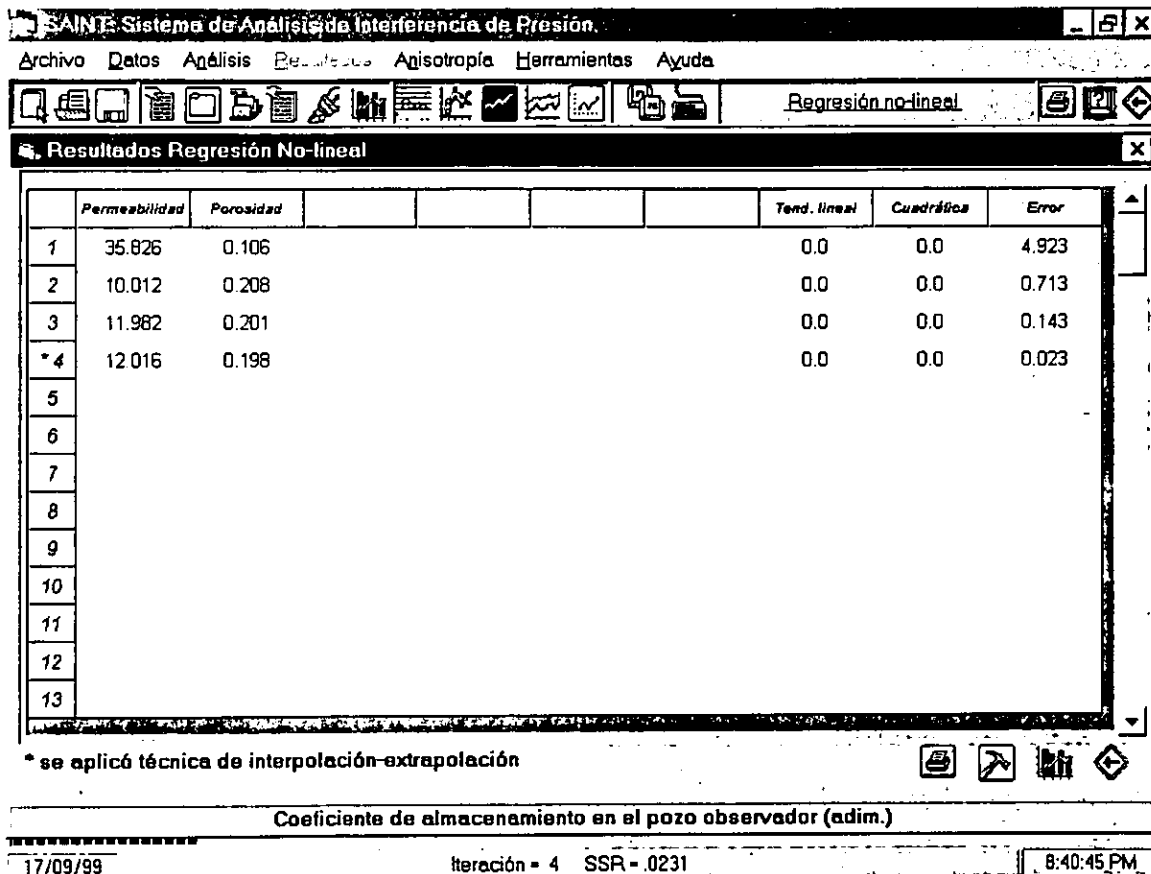 SAINT: Sistema de Análisis de Interferencia de Presión.
Archivo Datos Análisis Resultados Anisotropía Herramientas Ayuda
Regresión no-lineal
Resultados Regresión No-lineal
Permeabilidad Porosidad Tend. lineal Cuadrática Error
1 35.826 0.106 0.0 0.0 4.923
2 10.012 0.208 0.0 0.0 0.713
3 11.982 0.201 0.0 0.0 0.143
* 4 12.016 0.198 0.0 0.0 0.023
5
6
7
8
9
10
11
12
13
* se aplicó técnica de interpolación-extrapolación
Coeficiente de almacenamiento en el pozo observador (adim.)
17/09/99 Iteración = 4 SSR = .0231 8:40:45 PM